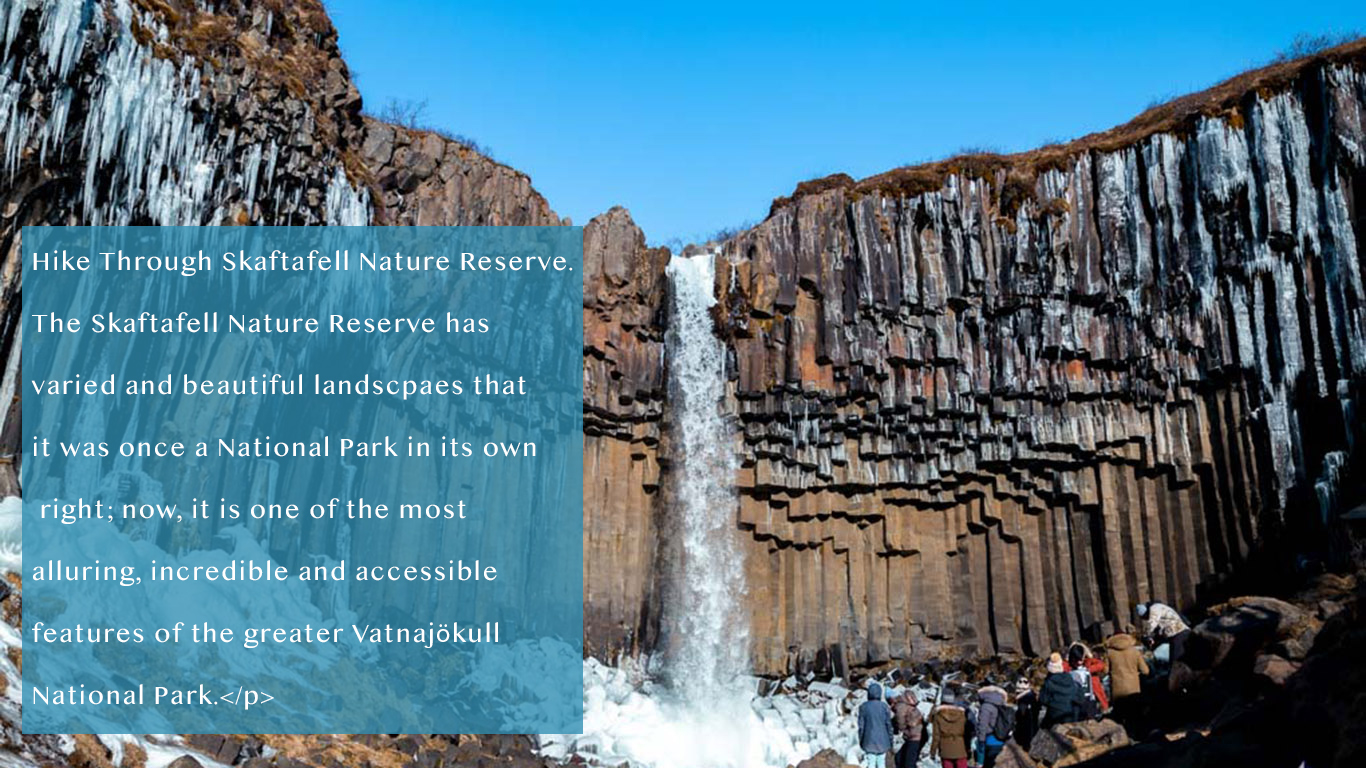 Hike Through Skaftafell Nature Reserve.
The Skaftafell Nature Reserve has
varied and beautiful landscpaes that
it was once a National Park in its own
right; now, it is one of the most
alluring, incredible and accessible
features of the greater Vatnajökull
National Park.</p>